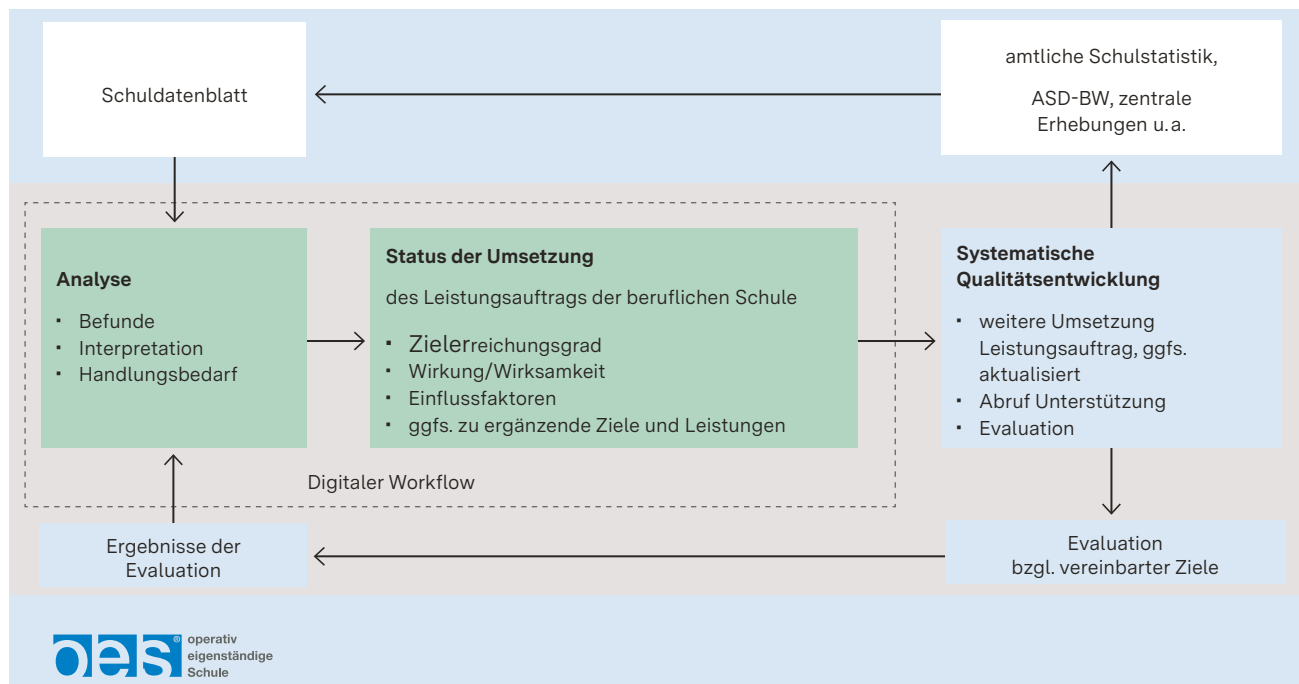 Schuldatenblatt
amtliche Schulstatistik,
ASD-BW, zentrale
Erhebungen u. a.
Analyse
▪ Befunde
▪ Interpretation
▪ Handlungsbedarf
Status der Umsetzung
des Leistungsauftrags der beruflichen Schule
▪ Zielerreichungsgrad
▪ Wirkung/Wirksamkeit
▪ Einflussfaktoren
▪ ggfs. zu ergänzende Ziele und Leistungen
Systematische
Qualitätsentwicklung
▪ weitere Umsetzung
Leistungsauftrag, ggfs.
aktualisiert
▪ Abruf Unterstützung
▪ Evaluation
Digitaler Workflow
Ergebnisse der
Evaluation
Evaluation
bzgl. vereinbarter Ziele
oes®
operativ
eigenständige
Schule